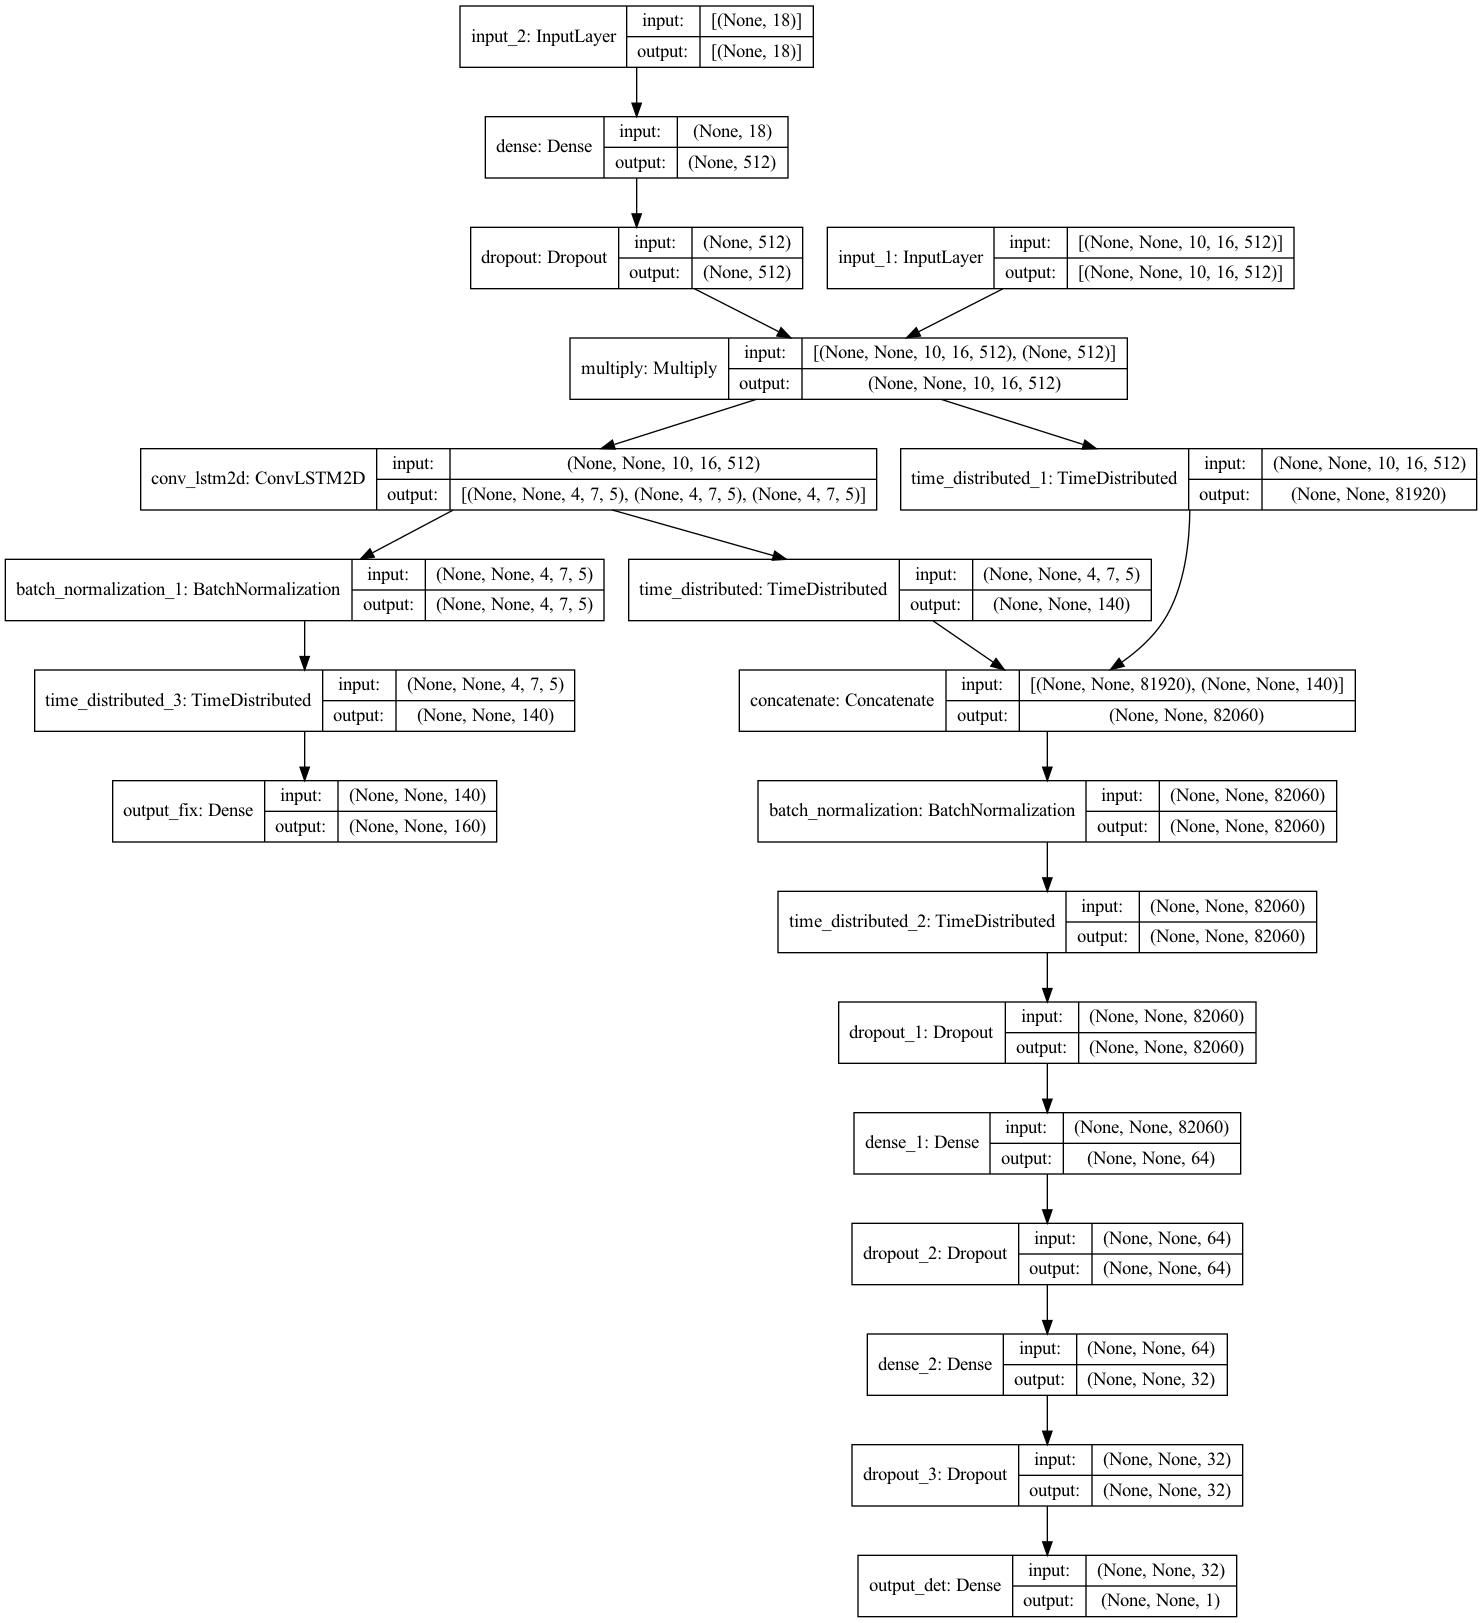 input_2: InputLayer
input:
[(None, 18)]
output:
[(None, 18)]
dense: Dense
input:
(None, 18)
output:
(None, 512)
dropout: Dropout
input:
(None, 512)
output:
(None, 512)
input_1: InputLayer
input:
[(None, None, 10, 16, 512)]
output:
[(None, None, 10, 16, 512)]
multiply: Multiply
input:
[(None, None, 10, 16, 512), (None, 512)]
output:
(None, None, 10, 16, 512)
conv_lstm2d: ConvLSTM2D
input:
(None, None, 10, 16, 512)
output:
[(None, None, 4, 7, 5), (None, 4, 7, 5), (None, 4, 7, 5)]
time_distributed_1: TimeDistributed
input:
(None, None, 10, 16, 512)
output:
(None, None, 81920)
batch_normalization_1: BatchNormalization
input:
(None, None, 4, 7, 5)
output:
(None, None, 4, 7, 5)
time_distributed: TimeDistributed
input:
(None, None, 4, 7, 5)
output:
(None, None, 140)
time_distributed_3: TimeDistributed
input:
(None, None, 4, 7, 5)
output:
(None, None, 140)
concatenate: Concatenate
input:
[(None, None, 81920), (None, None, 140)]
output:
(None, None, 82060)
output_fix: Dense
input:
(None, None, 140)
output:
(None, None, 160)
batch_normalization: BatchNormalization
input:
(None, None, 82060)
output:
(None, None, 82060)
time_distributed_2: TimeDistributed
input:
(None, None, 82060)
output:
(None, None, 82060)
dropout_1: Dropout
input:
(None, None, 82060)
output:
(None, None, 82060)
dense_1: Dense
input:
(None, None, 82060)
output:
(None, None, 64)
dropout_2: Dropout
input:
(None, None, 64)
output:
(None, None, 64)
dense_2: Dense
input:
(None, None, 64)
output:
(None, None, 32)
dropout_3: Dropout
input:
(None, None, 32)
output:
(None, None, 32)
output_det: Dense
input:
(None, None, 32)
output:
(None, None, 1)